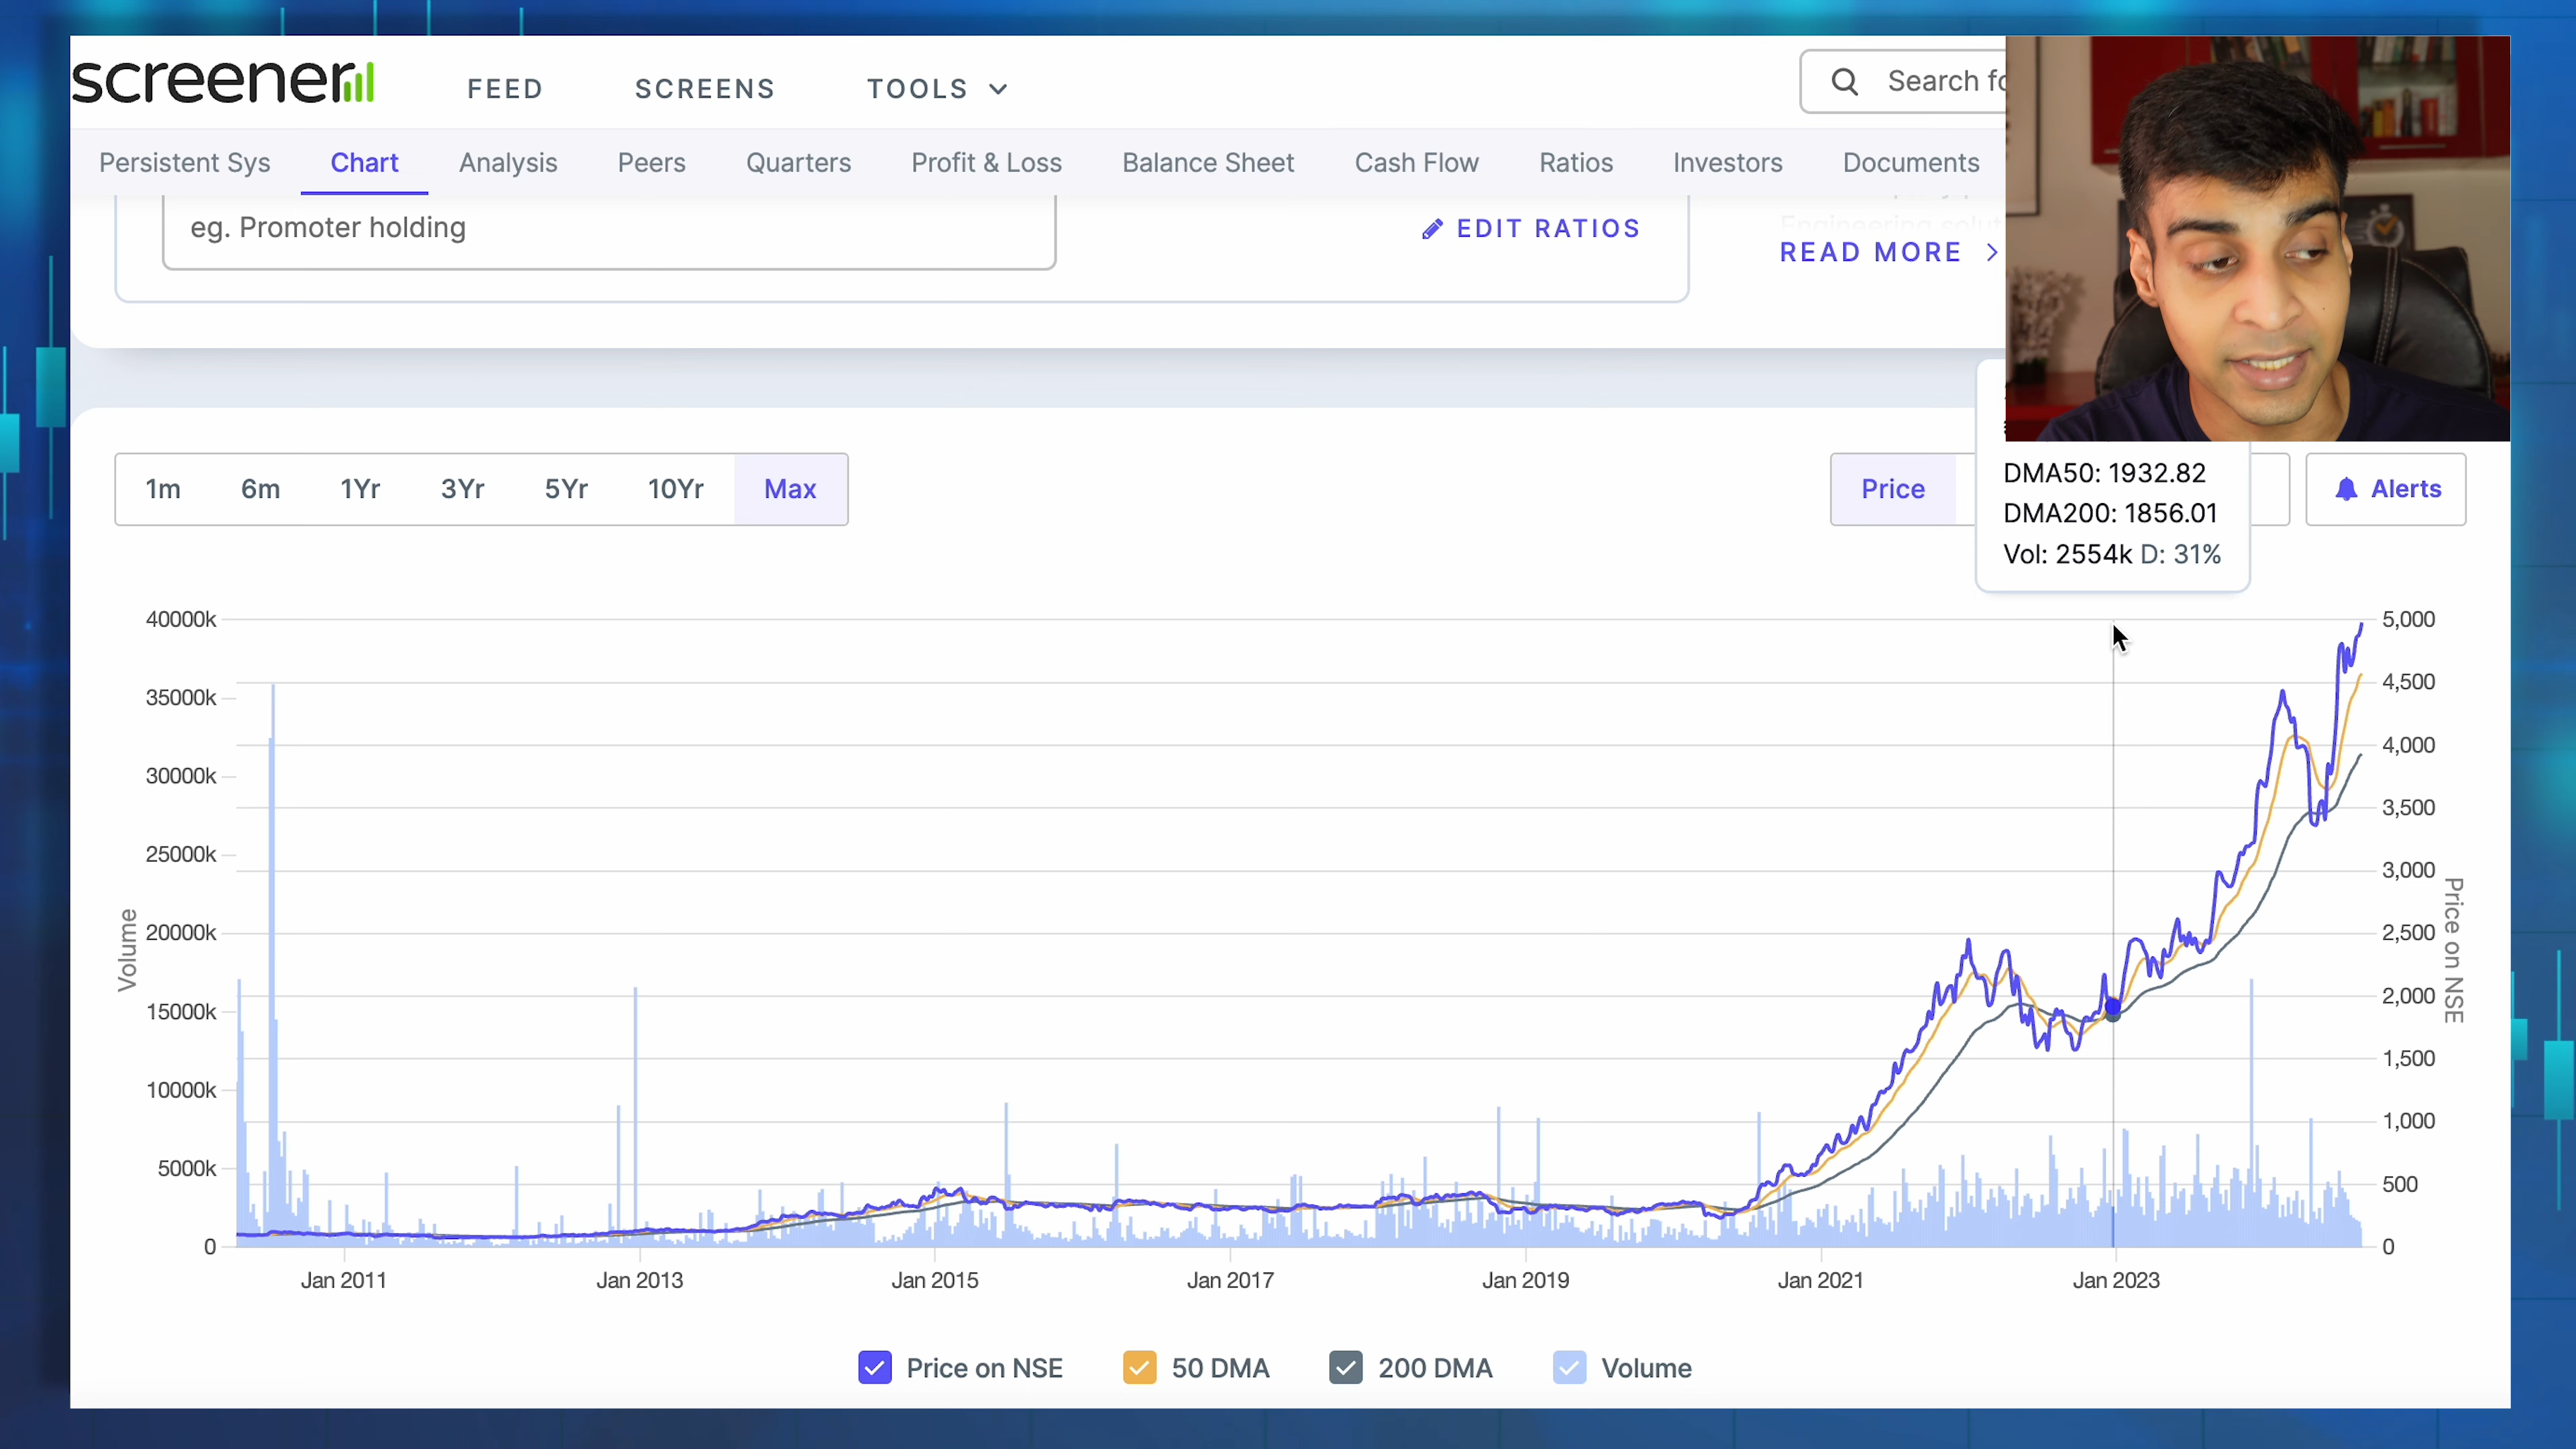 screener
FEED SCREENS TOOLS
Search fo
Persistent Sys Chart Analysis Peers Quarters Profit & Loss Balance Sheet Cash Flow Ratios Investors Documents
eg. Promoter holding
EDIT RATIOS
Engineering solut
READ MORE
1m 6m 1Yr 3Yr 5Yr 10Yr Max
Price
Alerts
DMA50: 1932.82
DMA200: 1856.01
Vol: 2554k D: 31%
40000k
35000k
30000k
25000k
20000k
15000k
10000k
5000k
0
Volume
5,000
4,500
4,000
3,500
3,000
2,500
2,000
1,500
1,000
500
0
Price on NSE
Jan 2011 Jan 2013 Jan 2015 Jan 2017 Jan 2019 Jan 2021 Jan 2023
Price on NSE 50 DMA 200 DMA Volume